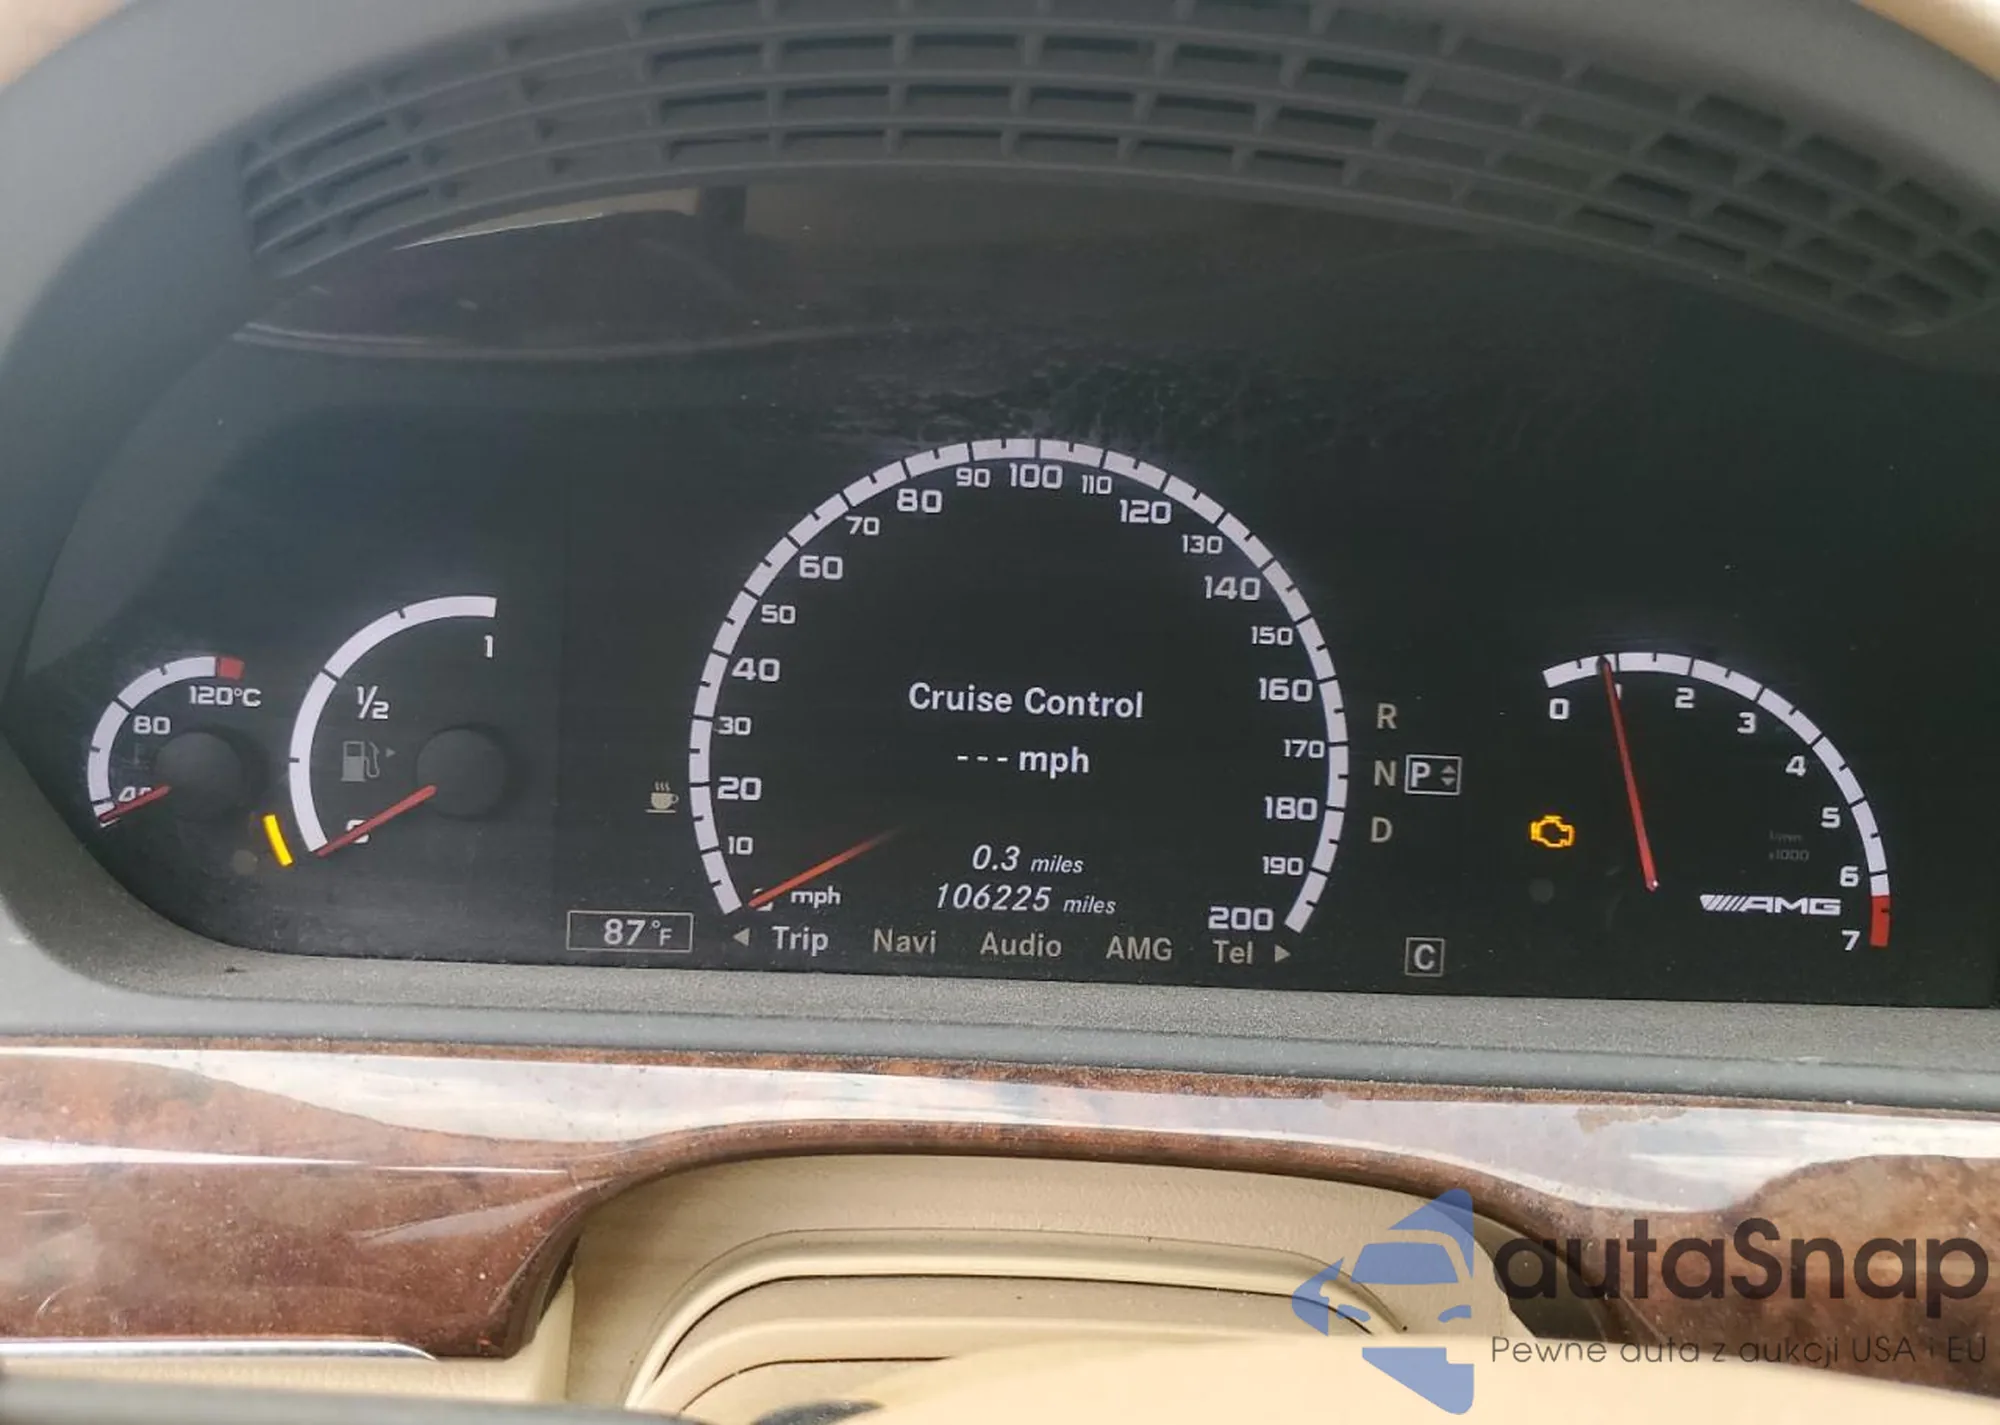 90 100 110
80 120
70 130
60 140
50 150
40 160
30 170
20 180
10 190
mph 200
120°C
80
1
½
Cruise Control
--- mph
0.3 miles
106225 miles
87°F
Trip Navi Audio AMG Tel
R
N P
D
C
0 2 3 4 5 6 7
x1000
AMG
autaSnap
Pewne auta z aukcji USA i EU